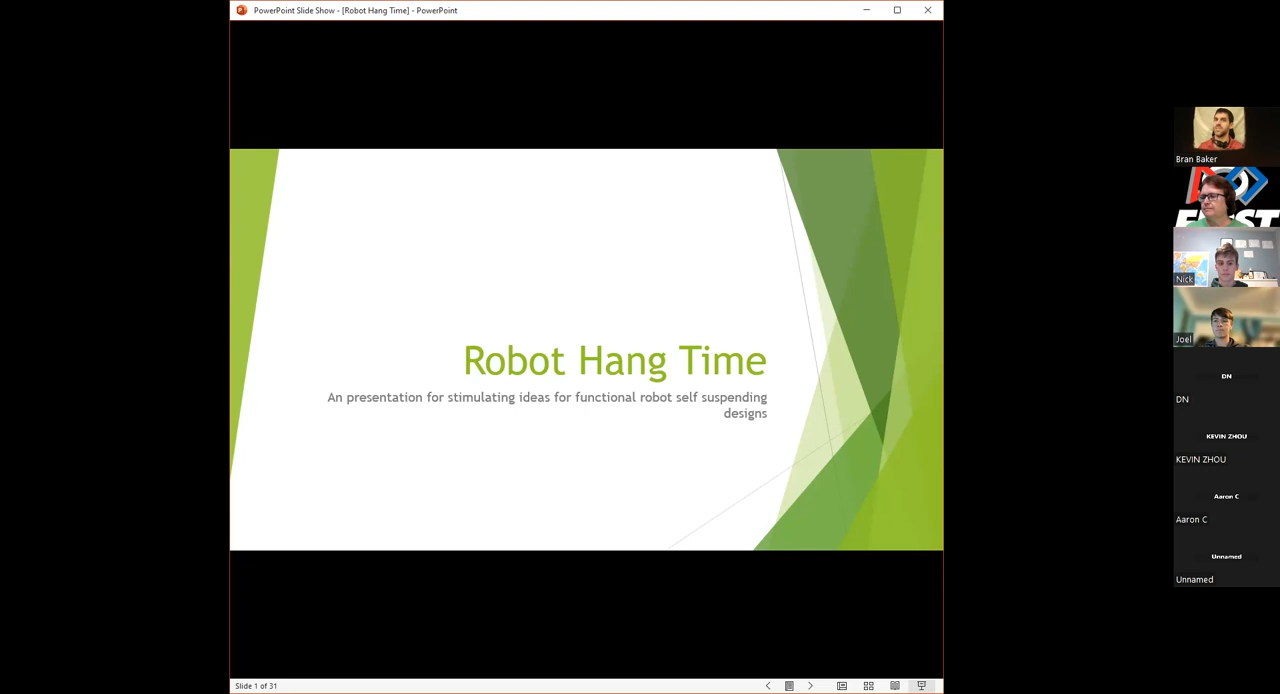 PowerPoint Slide Show - [Robot Hang Time] - PowerPoint
Robot Hang Time
An presentation for stimulating ideas for functional robot self suspending
designs
Slide 1 of 31
Bran Baker
FIRST
Nick
Joel
DN
DN
KEVIN ZHOU
KEVIN ZHOU
Aaron C
Aaron C
Unnamed
Unnamed